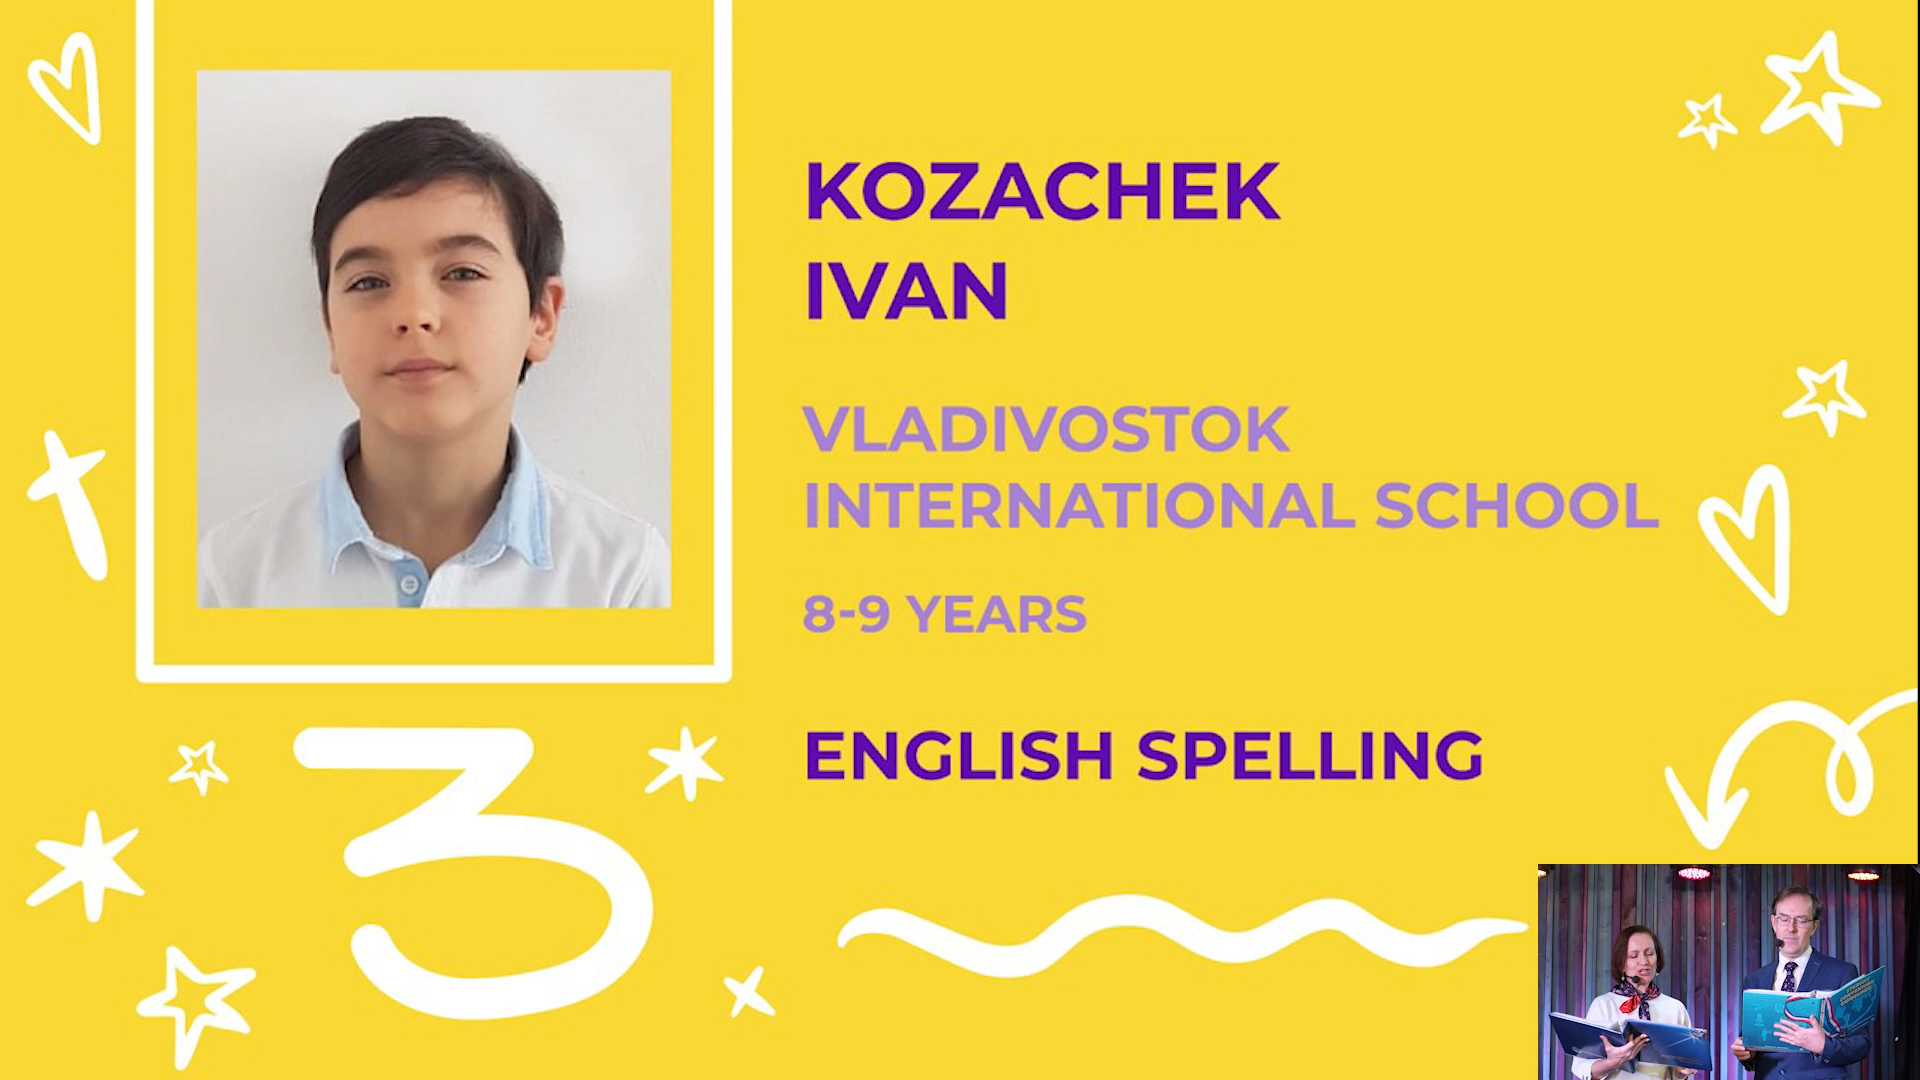 KOZACHEK
IVAN
VLADIVOSTOK
INTERNATIONAL SCHOOL
8-9 YEARS
ENGLISH SPELLING
3